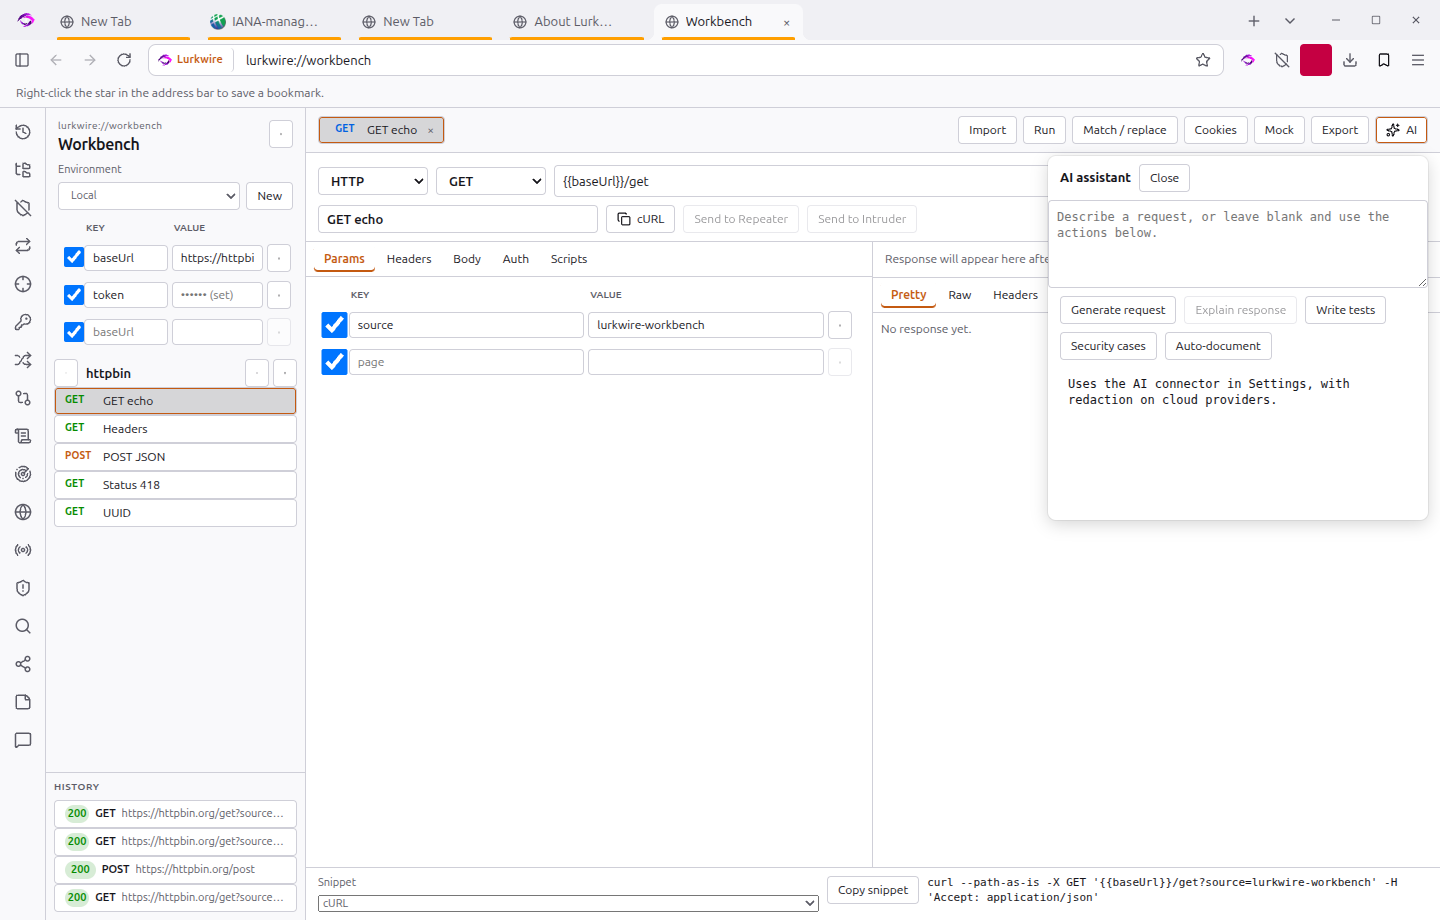 New Tab
IANA-manag...
New Tab
About Lurk...
Workbench
Lurkwire
lurkwire://workbench
Right-click the star in the address bar to save a bookmark.
lurkwire://workbench
Workbench
Environment
Local
New
KEY
VALUE
baseUrl
https://httpbi
token
•••••• (set)
baseUrl
httpbin
GET GET echo
GET Headers
POST POST JSON
GET Status 418
GET UUID
HISTORY
200 GET https://httpbin.org/get?source...
200 GET https://httpbin.org/get?source...
200 POST https://httpbin.org/post
200 GET https://httpbin.org/get?source...
GET GET echo
Import
Run
Match / replace
Cookies
Mock
Export
AI
HTTP
GET
{{baseUrl}}/get
GET echo
cURL
Send to Repeater
Send to Intruder
Params
Headers
Body
Auth
Scripts
KEY
VALUE
source
lurkwire-workbench
page
Response will appear here afte
Pretty
Raw
Headers
No response yet.
AI assistant
Close
Describe a request, or leave blank and use the
actions below.
Generate request
Explain response
Write tests
Security cases
Auto-document
Uses the AI connector in Settings, with
redaction on cloud providers.
Snippet
cURL
Copy snippet
curl --path-as-is -X GET '{{baseUrl}}/get?source=lurkwire-workbench' -H
'Accept: application/json'